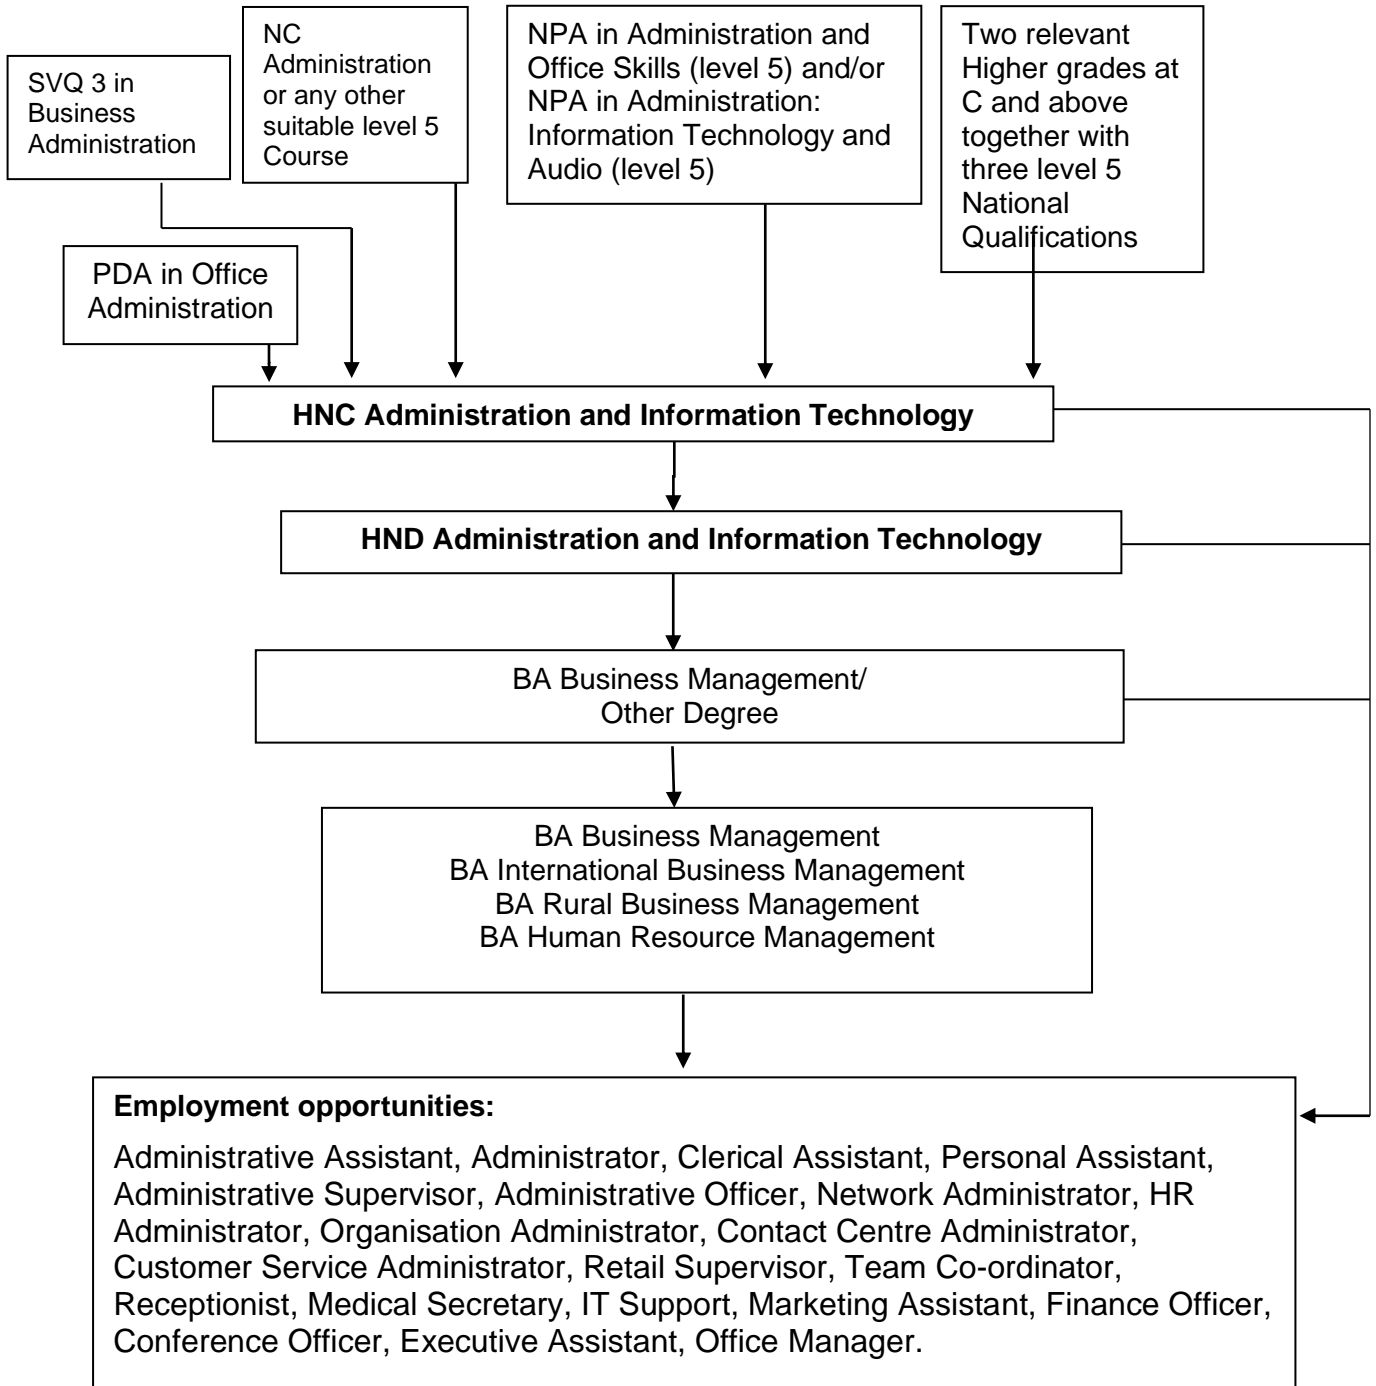 SVQ 3 in
Business
Administration
NC
Administration
or any other
suitable level 5
Course
NPA in Administration and
Office Skills (level 5) and/or
NPA in Administration:
Information Technology and
Audio (level 5)
Two relevant
Higher grades at
C and above
together with
three level 5
National
Qualifications
PDA in Office
Administration
HNC Administration and Information Technology
HND Administration and Information Technology
BA Business Management/
Other Degree
BA Business Management
BA International Business Management
BA Rural Business Management
BA Human Resource Management
Employment opportunities:
Administrative Assistant, Administrator, Clerical Assistant, Personal Assistant,
Administrative Supervisor, Administrative Officer, Network Administrator, HR
Administrator, Organisation Administrator, Contact Centre Administrator,
Customer Service Administrator, Retail Supervisor, Team Co-ordinator,
Receptionist, Medical Secretary, IT Support, Marketing Assistant, Finance Officer,
Conference Officer, Executive Assistant, Office Manager.